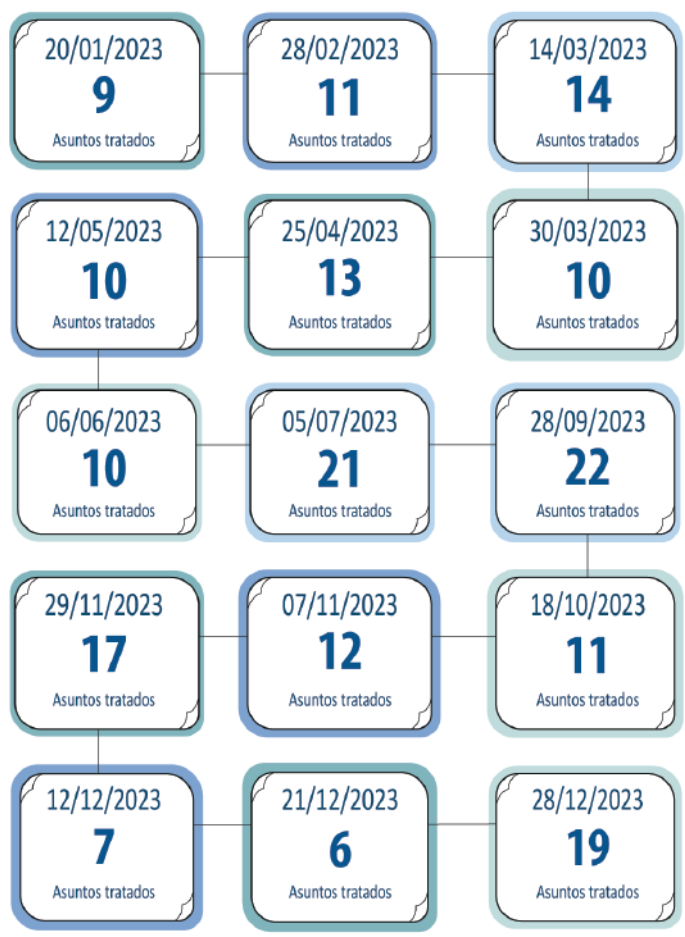 20/01/2023
9
Asuntos tratados
28/02/2023
11
Asuntos tratados
14/03/2023
14
Asuntos tratados
30/03/2023
10
Asuntos tratados
25/04/2023
13
Asuntos tratados
12/05/2023
10
Asuntos tratados
06/06/2023
10
Asuntos tratados
05/07/2023
21
Asuntos tratados
28/09/2023
22
Asuntos tratados
18/10/2023
11
Asuntos tratados
07/11/2023
12
Asuntos tratados
29/11/2023
17
Asuntos tratados
12/12/2023
7
Asuntos tratados
21/12/2023
6
Asuntos tratados
28/12/2023
19
Asuntos tratados